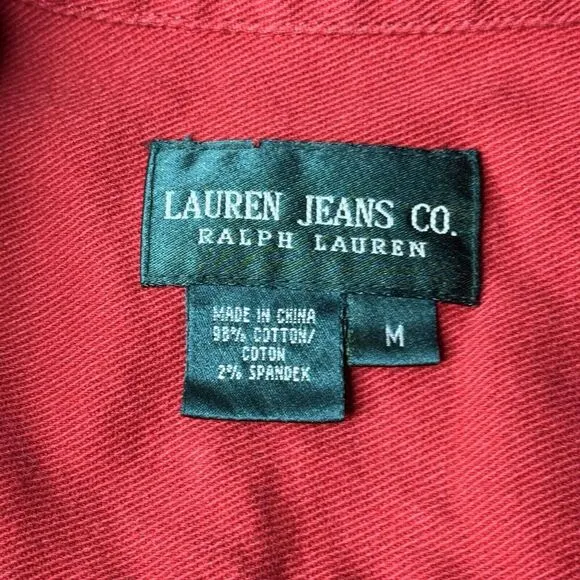 LAUREN JEANS CO.
RALPH LAUREN
MADE IN CHINA
98% COTTON/
COTON
2% SPANDEX
M